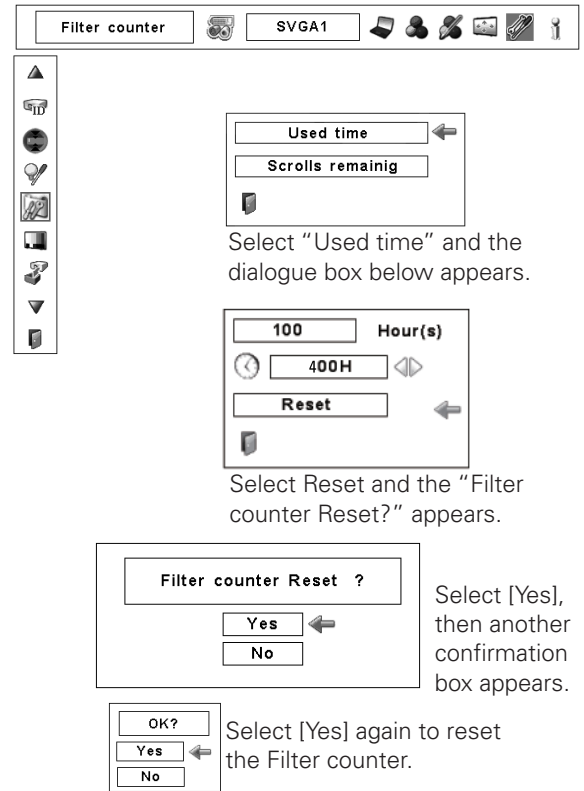 Filter counter SVGA1
ID
Used time
Scrolls remainig
Select “Used time” and the
dialogue box below appears.
100 Hour(s)
400H
Reset
Select Reset and the “Filter
counter Reset?” appears.
Filter counter Reset ?
Yes
No
Select [Yes],
then another
confirmation
box appears.
OK?
Yes
No
Select [Yes] again to reset
the Filter counter.